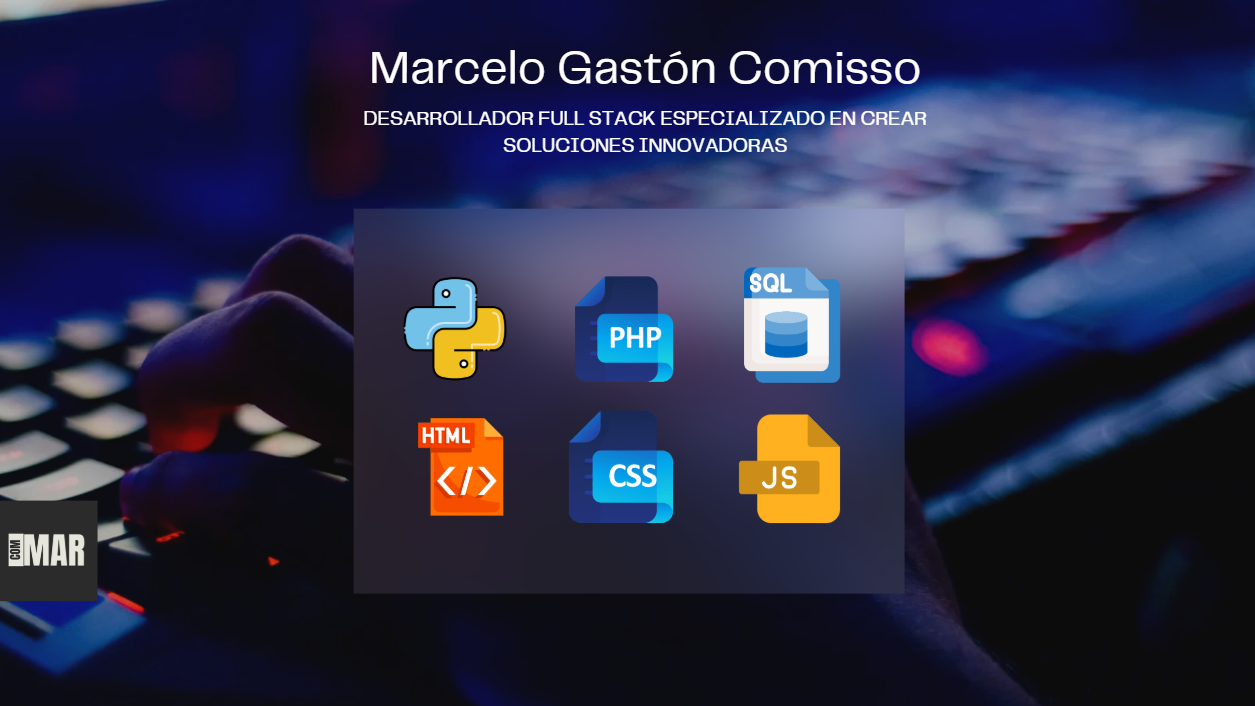 Marcelo Gastón Comisso
DESARROLLADOR FULL STACK ESPECIALIZADO EN CREAR
SOLUCIONES INNOVADORAS
SQL
PHP
HTML
</>
CSS
JS
COM
MAR